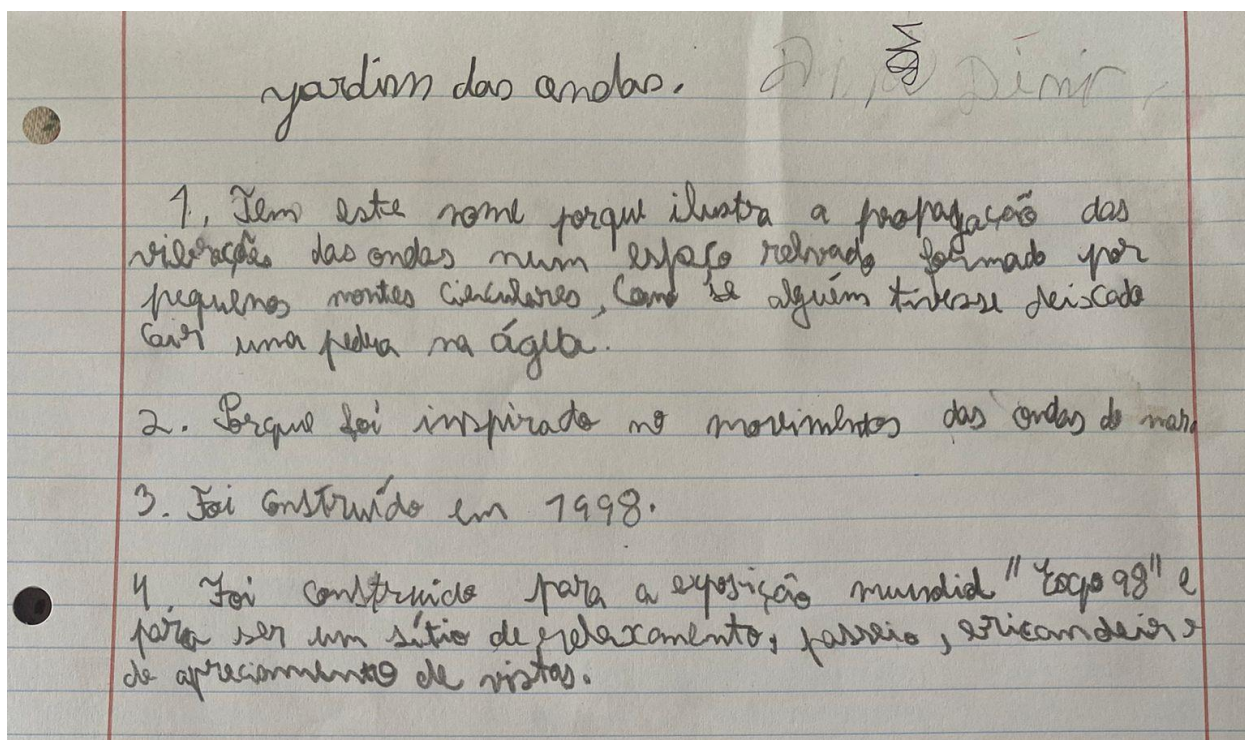 jardim das ondas.
1. Tem este nome porque ilustra a propagação das
vibrações das ondas num espaço relvado formado por
pequenos montes circulares, como se alguém tivesse deixado
cair uma pedra na água.
2. Porque foi inspirado no movimentos das ondas do mar.
3. Foi construído em 1998.
4. Foi construido para a exposição mundial "Expo 98" e
para ser um sítio de relaxamento, passeio, e
de apreciamento de vistas.